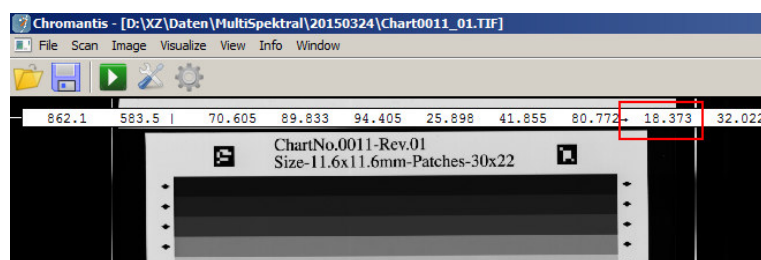 Chromantis - [D:\XZ\Daten\MultiSpektral\20150324\Chart0011_01.TIF]
File Scan Image Visualize View Info Window
862.1 583.5 | 70.605 89.833 94.405 25.898 41.855 80.772→ 18.373 32.022
ChartNo.0011-Rev.01
Size-11.6x11.6mm-Patches-30x22